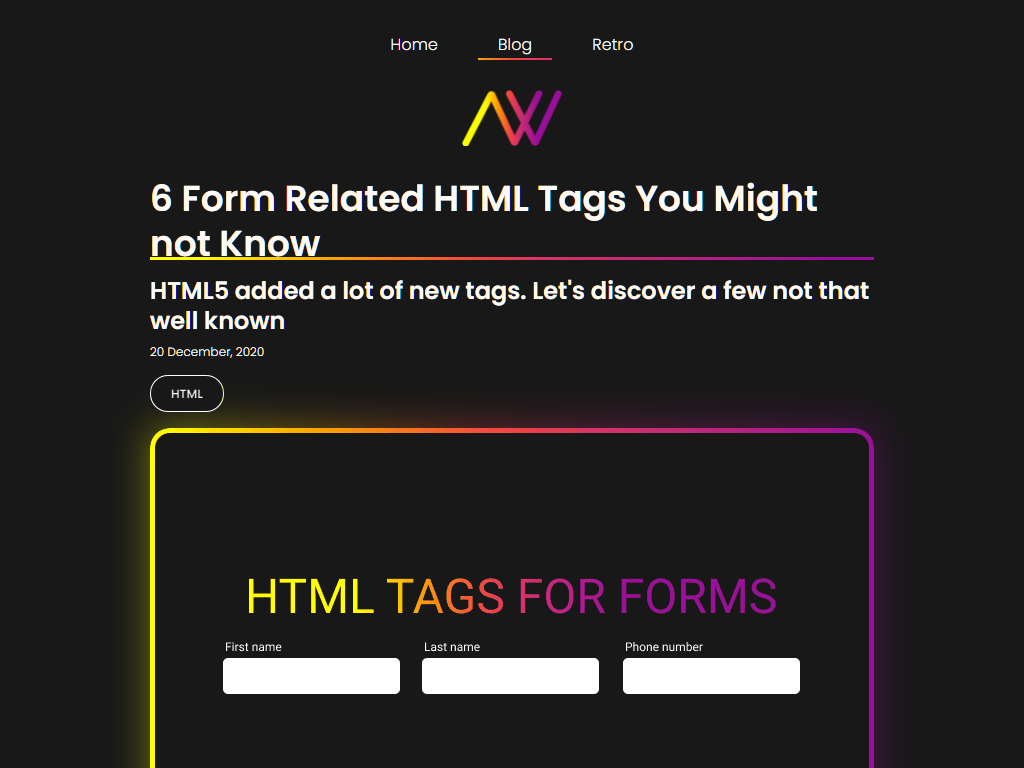 Home
Blog
Retro
AW
6 Form Related HTML Tags You Might
not Know
HTML5 added a lot of new tags. Let's discover a few not that
well known
20 December, 2020
HTML
HTML TAGS FOR FORMS
First name
Last name
Phone number